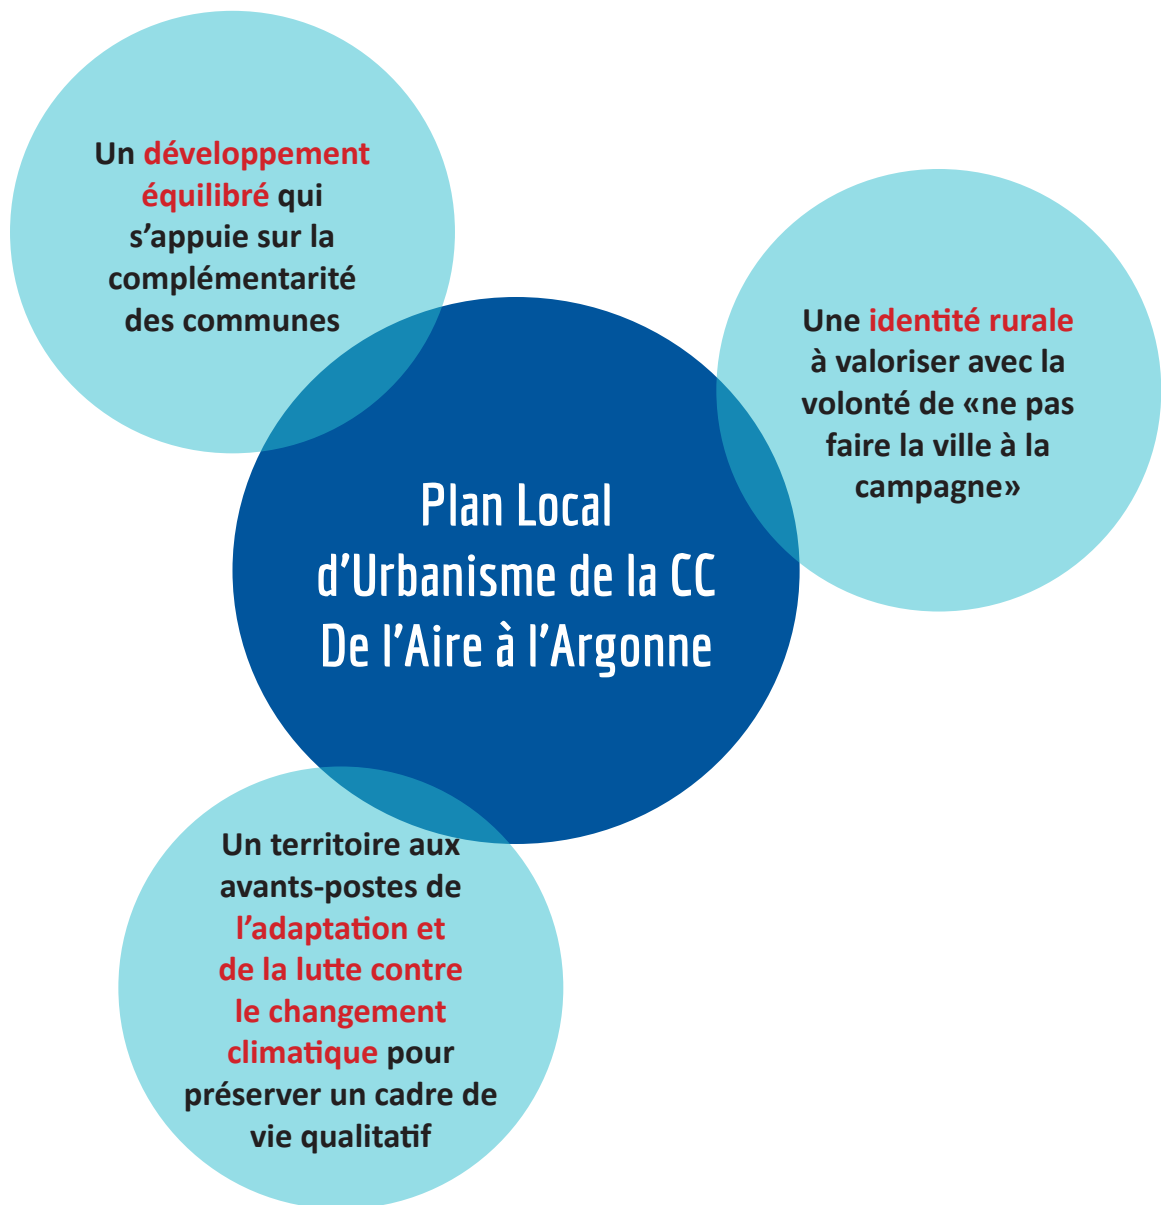 Un développement
équilibré qui
s’appuie sur la
complémentarité
des communes
Une identité rurale
à valoriser avec la
volonté de «ne pas
faire la ville à la
campagne»
Plan Local
d’Urbanisme de la CC
De l’Aire à l’Argonne
Un territoire aux
avants-postes de
l’adaptation et
de la lutte contre
le changement
climatique pour
préserver un cadre de
vie qualitatif